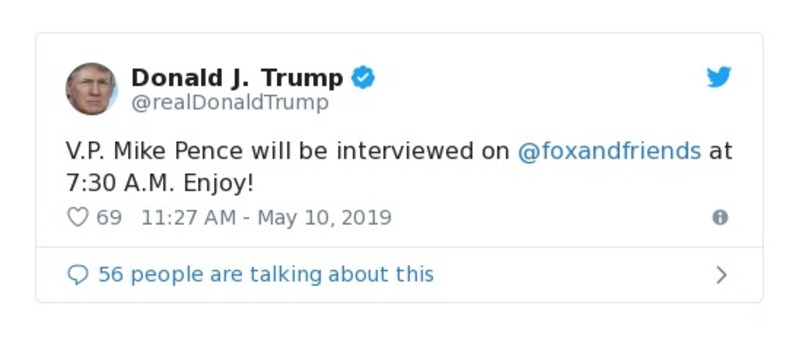 Donald J. Trump
@realDonaldTrump
V.P. Mike Pence will be interviewed on @foxandfriends at
7:30 A.M. Enjoy!
69 11:27 AM - May 10, 2019
56 people are talking about this